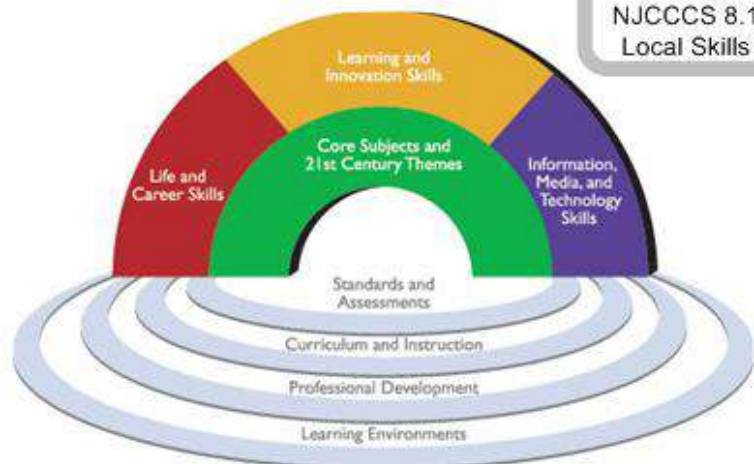 NJCCCS 8.1
Local Skills
Learning and
Innovation Skills
Core Subjects and
21st Century Themes
Life and
Career Skills
Information,
Media, and
Technology
Skills
Standards and
Assessments
Curriculum and Instruction
Professional Development
Learning Environments